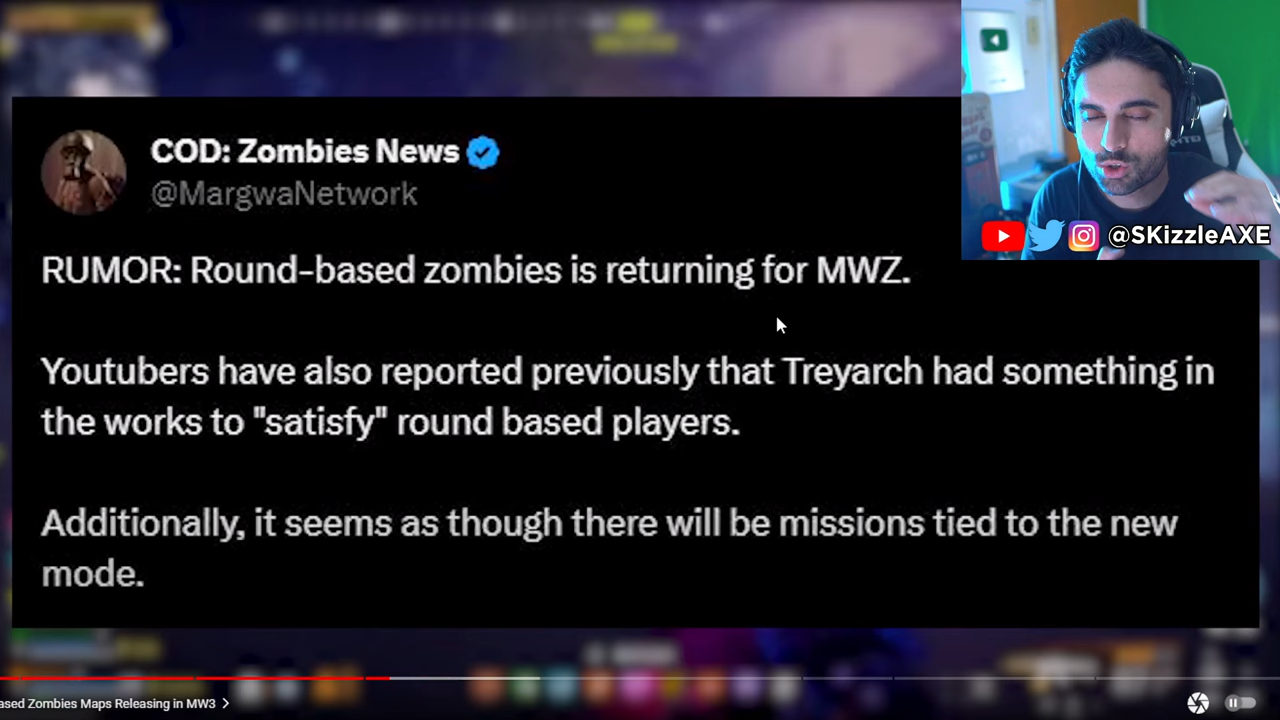 COD: Zombies News
@MargwaNetwork
RUMOR: Round-based zombies is returning for MWZ.
Youtubers have also reported previously that Treyarch had something in
the works to "satisfy" round based players.
Additionally, it seems as though there will be missions tied to the new
mode.
@SKizzleAXE
ased Zombies Maps Releasing in MW3